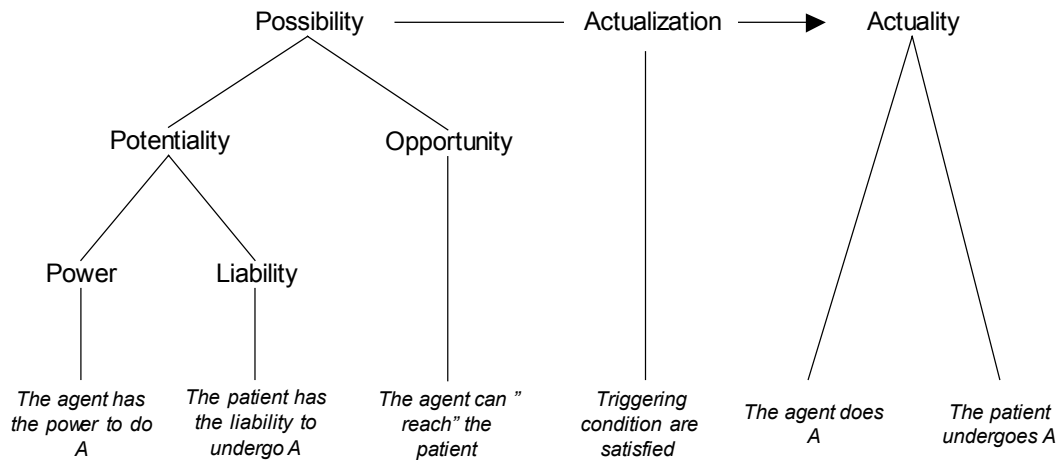 Possibility
Actualization
Actuality
Potentiality
Opportunity
Power
Liability
The agent has
the power to do
A
The patient has
the liability to
undergo A
The agent can ”
reach” the
patient
Triggering
condition are
satisfied
The agent does
A
The patient
undergoes A